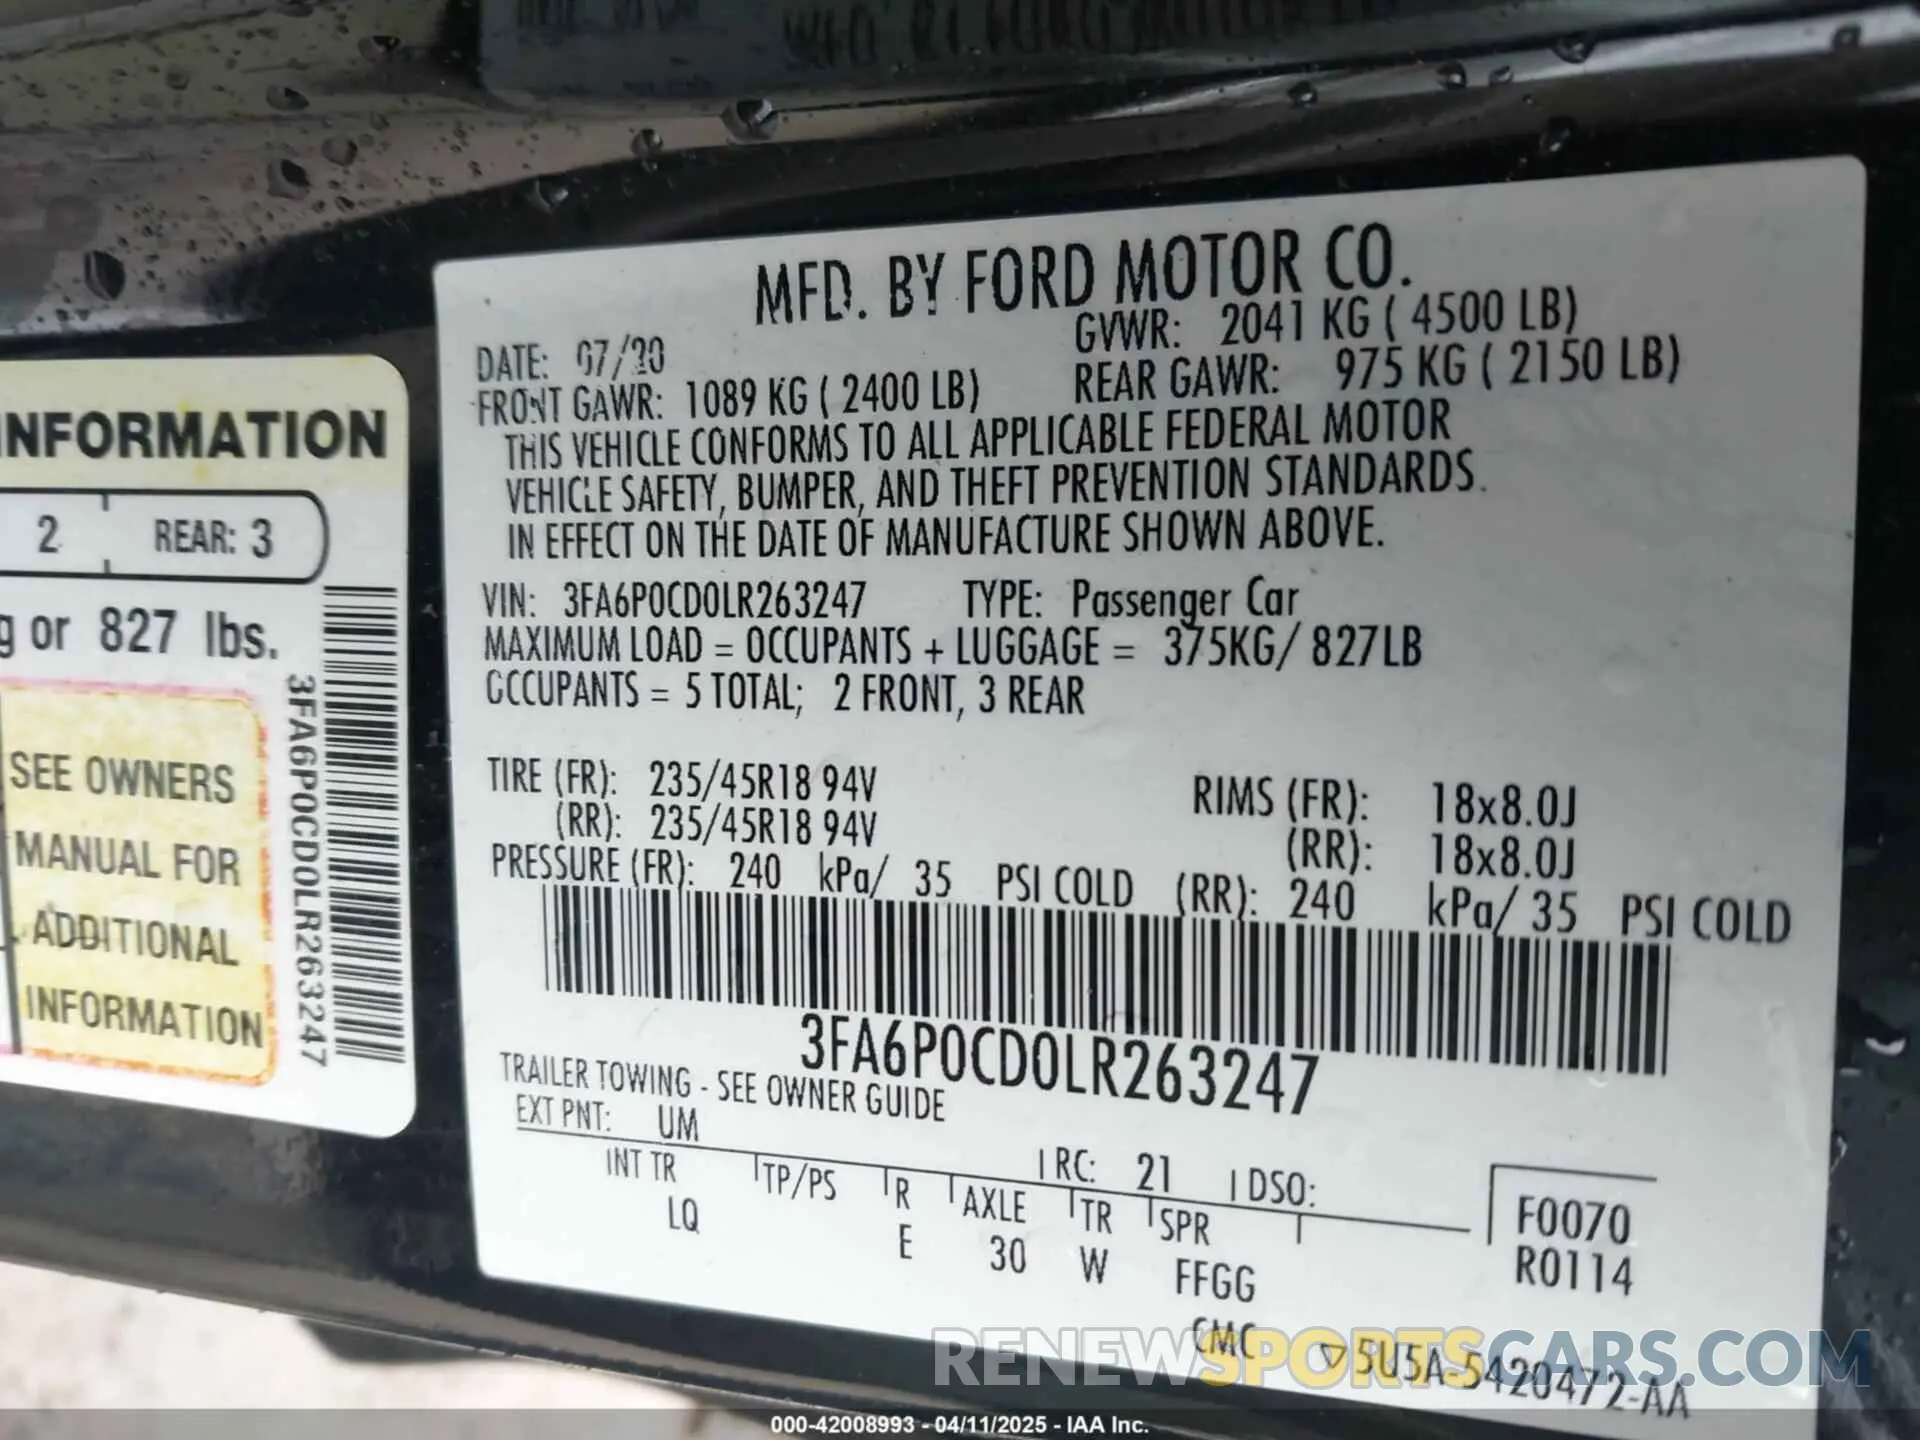 MFD. BY FORD MOTOR CO.
DATE: 07/20 GVWR: 2041 KG ( 4500 LB)
FRONT GAWR: 1089 KG ( 2400 LB) REAR GAWR: 975 KG ( 2150 LB)
THIS VEHICLE CONFORMS TO ALL APPLICABLE FEDERAL MOTOR
VEHICLE SAFETY, BUMPER, AND THEFT PREVENTION STANDARDS.
IN EFFECT ON THE DATE OF MANUFACTURE SHOWN ABOVE.
VIN: 3FA6P0CD0LR263247 TYPE: Passenger Car
MAXIMUM LOAD = OCCUPANTS + LUGGAGE = 375KG/ 827LB
OCCUPANTS = 5 TOTAL; 2 FRONT, 3 REAR
TIRE (FR): 235/45R18 94V RIMS (FR): 18x8.0J
(RR): 235/45R18 94V (RR): 18x8.0J
PRESSURE (FR): 240 kPa/ 35 PSI COLD (RR): 240 kPa/ 35 PSI COLD
3FA6P0CD0LR263247
TRAILER TOWING - SEE OWNER GUIDE
EXT PNT: UM RC: 21 DSO:
INT TR TP/PS R AXLE TR SPR
LQ E 30 W FFGG
F0070
R0114
CMC ▽5U5A-5420472-AA
INFORMATION
2 REAR: 3
g or 827 lbs.
SEE OWNERS
MANUAL FOR
ADDITIONAL
INFORMATION
3FA6P0CD0LR263247
RENEWSPORTSCARS.COM
000-42008993 - 04/11/2025 - IAA Inc.